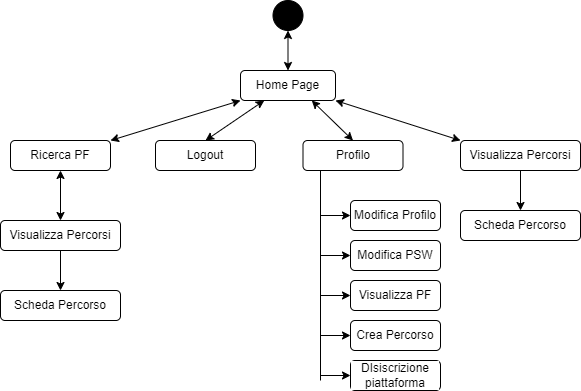 Home Page
Ricerca PF
Logout
Profilo
Visualizza Percorsi
Modifica Profilo
Scheda Percorso
Visualizza Percorsi
Modifica PSW
Scheda Percorso
Visualizza PF
Crea Percorso
DIsiscrizione
piattaforma